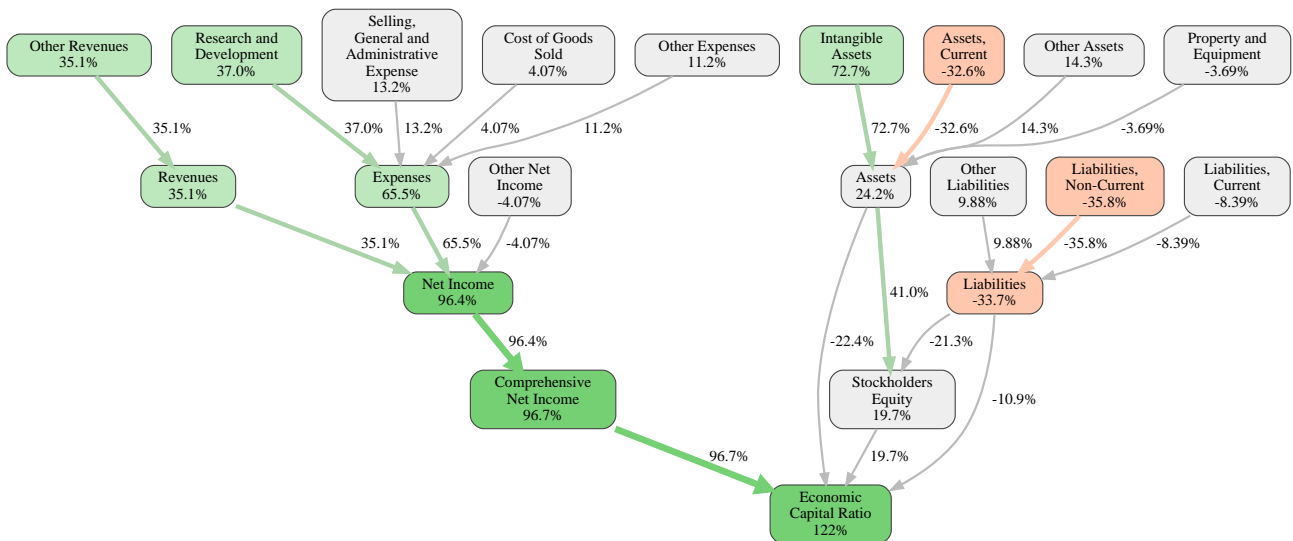 Other Revenues
35.1%
Research and
Development
37.0%
Selling,
General and
Administrative
Expense
13.2%
Cost of Goods
Sold
4.07%
Other Expenses
11.2%
Intangible
Assets
72.7%
Assets,
Current
-32.6%
Other Assets
14.3%
Property and
Equipment
-3.69%
35.1%
37.0%
13.2%
4.07%
11.2%
72.7%
-32.6%
14.3%
-3.69%
Revenues
35.1%
Expenses
65.5%
Other Net
Income
-4.07%
Assets
24.2%
Other
Liabilities
9.88%
Liabilities,
Non-Current
-35.8%
Liabilities,
Current
-8.39%
35.1%
65.5%
-4.07%
9.88%
-35.8%
-8.39%
Net Income
96.4%
41.0%
Liabilities
-33.7%
96.4%
-22.4%
-21.3%
Comprehensive
Net Income
96.7%
Stockholders
Equity
19.7%
-10.9%
96.7%
19.7%
Economic
Capital Ratio
122%